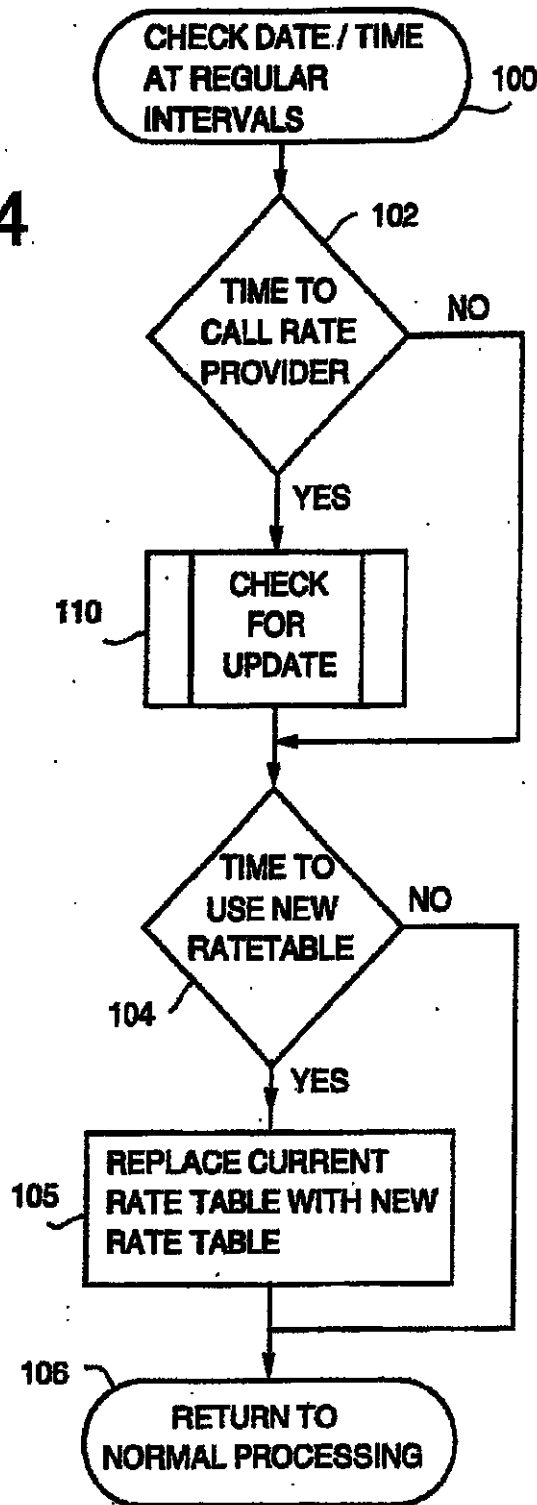 CHECK DATE / TIME
AT REGULAR
INTERVALS
100
4
102
TIME TO
CALL RATE
PROVIDER
NO
YES
110
CHECK
FOR
UPDATE
TIME TO
USE NEW
RATETABLE
NO
104
YES
105
REPLACE CURRENT
RATE TABLE WITH NEW
RATE TABLE
106
RETURN TO
NORMAL PROCESSING